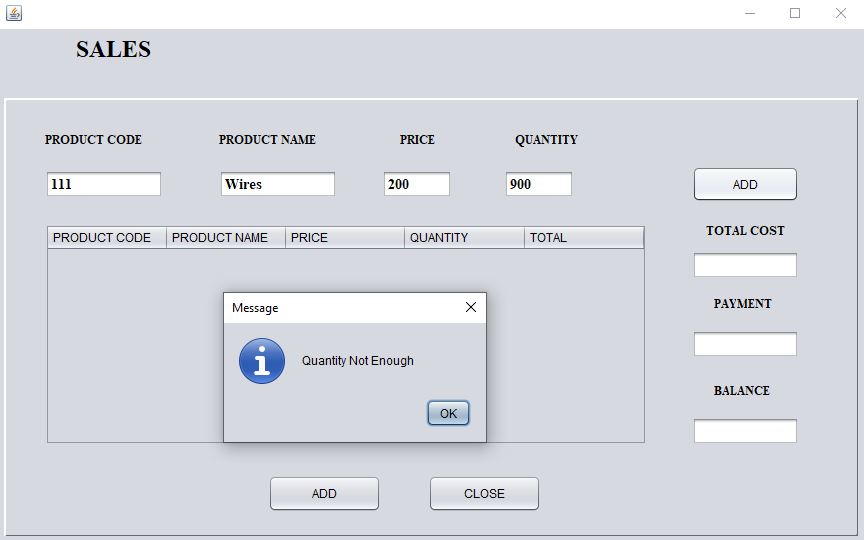 SALES
PRODUCT CODE PRODUCT NAME PRICE QUANTITY
111 Wires 200 900 ADD
TOTAL COST
PRODUCT CODE PRODUCT NAME PRICE QUANTITY TOTAL
PAYMENT
Message
Quantity Not Enough
BALANCE
OK
ADD CLOSE